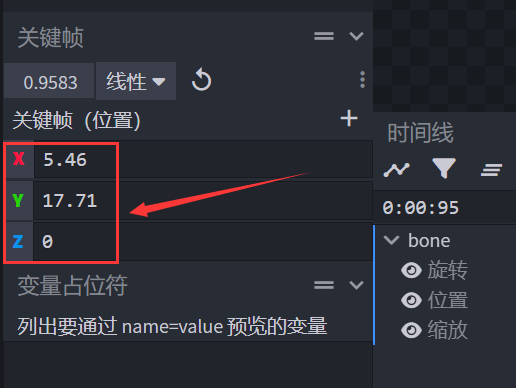 关键帧
0.9583 线性
关键帧（位置）
X 5.46
Y 17.71
Z 0
变量占位符
列出要通过 name=value 预览的变量
时间线
0:00:95
bone
旋转
位置
缩放